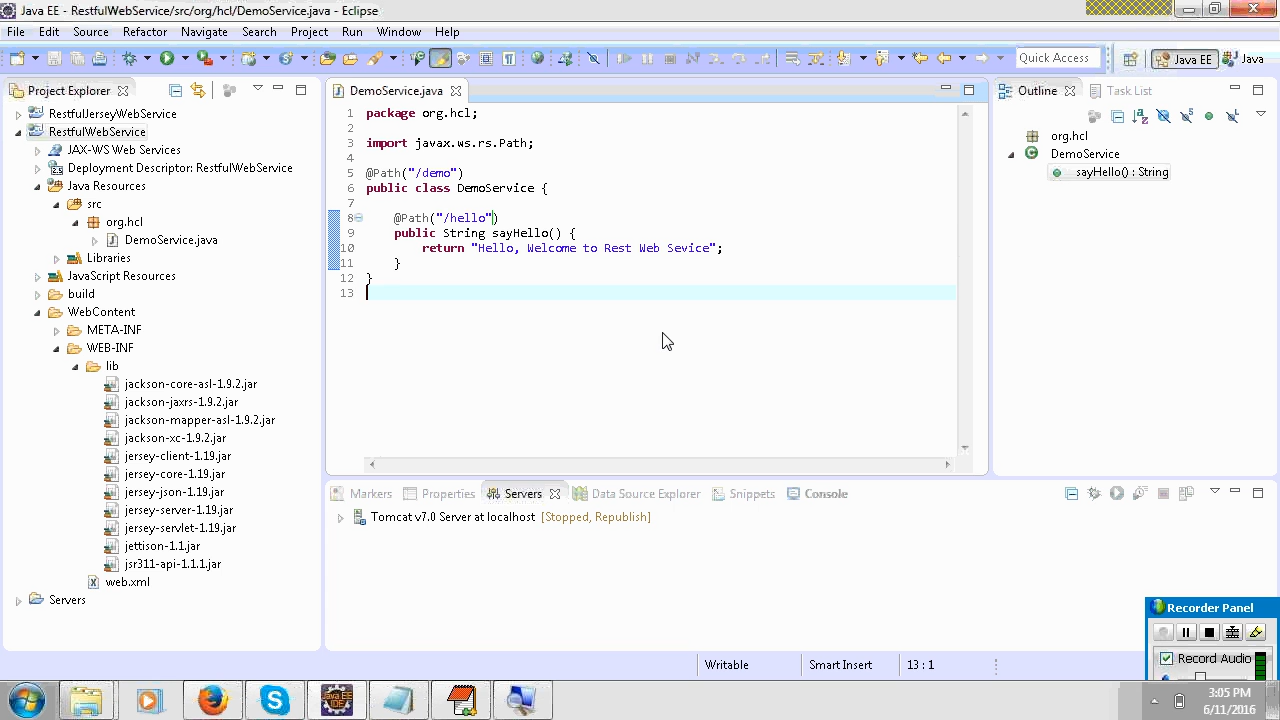 Java EE - RestfulWebService/src/org/hcl/DemoService.java - Eclipse
File Edit Source Refactor Navigate Search Project Run Window Help
Quick Access Java EE Java
Project Explorer
RestfulJerseyWebService
RestfulWebService
JAX-WS Web Services
Deployment Descriptor: RestfulWebService
Java Resources
src
org.hcl
DemoService.java
Libraries
JavaScript Resources
build
WebContent
META-INF
WEB-INF
lib
jackson-core-asl-1.9.2.jar
jackson-jaxrs-1.9.2.jar
jackson-mapper-asl-1.9.2.jar
jackson-xc-1.9.2.jar
jersey-client-1.19.jar
jersey-core-1.19.jar
jersey-json-1.19.jar
jersey-server-1.19.jar
jersey-servlet-1.19.jar
jettison-1.1.jar
jsr311-api-1.1.1.jar
web.xml
Servers
DemoService.java
1 package org.hcl;
2
3 import javax.ws.rs.Path;
4
5 @Path("/demo")
6 public class DemoService {
7
8 @Path("/hello")
9 public String sayHello() {
10 return "Hello, Welcome to Rest Web Sevice";
11 }
12 }
13
Outline Task List
org.hcl
DemoService
sayHello() : String
Markers Properties Servers Data Source Explorer Snippets Console
Tomcat v7.0 Server at localhost [Stopped, Republish]
Writable Smart Insert 13 : 1
Recorder Panel
Record Audio
Java EE
IDE
3:05 PM
6/11/2016